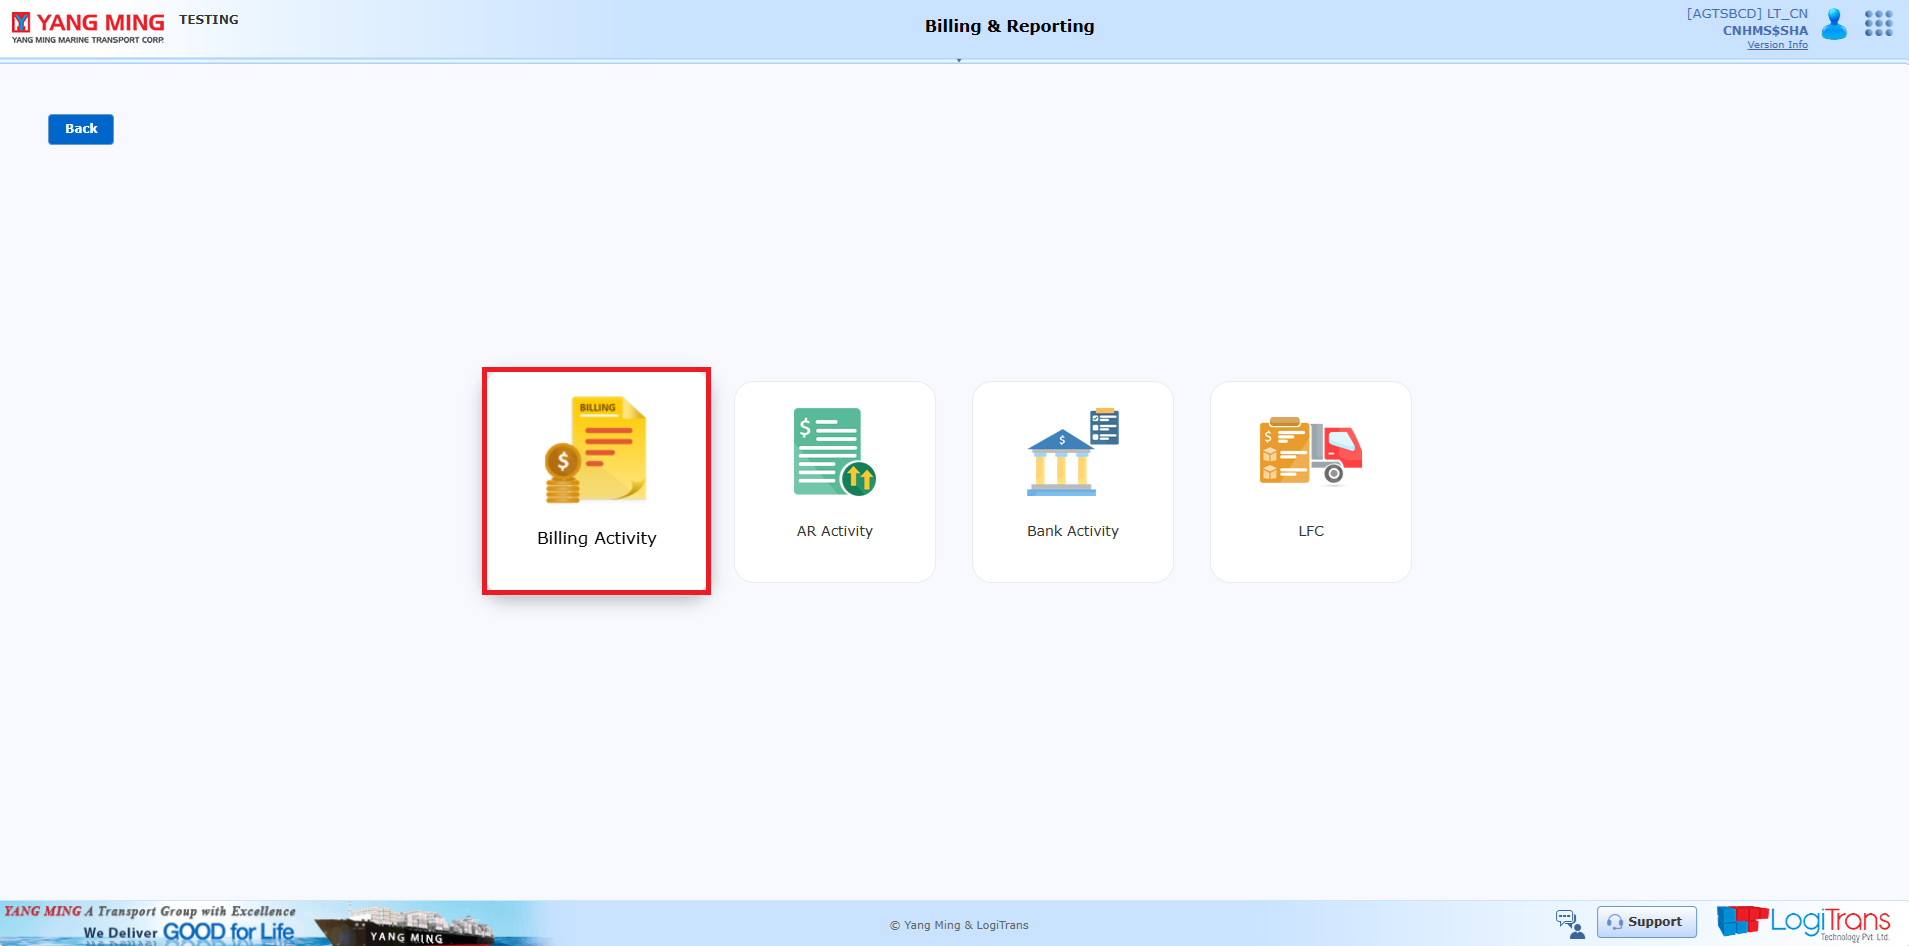 YANG MING
YANG MING MARINE TRANSPORT CORP.
TESTING
Billing & Reporting
[AGTSBCD] LT_CN
CNHMS$SHA
Version Info
Back
BILLING
$
Billing Activity
$
AR Activity
$
Bank Activity
$
LFC
YANG MING A Transport Group with Excellence
We Deliver GOOD for Life
YANG MING
© Yang Ming & LogiTrans
Support
LogiTrans
Technology Pvt. Ltd.